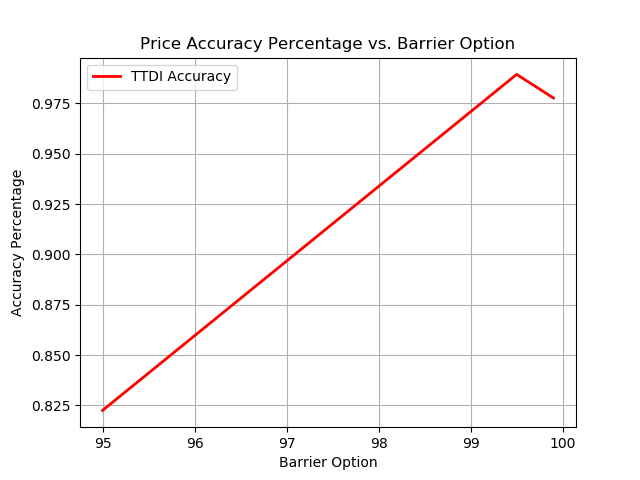 Price Accuracy Percentage vs. Barrier Option
TTDI Accuracy
Accuracy Percentage
0.975
0.950
0.925
0.900
0.875
0.850
0.825
95 96 97 98 99 100
Barrier Option